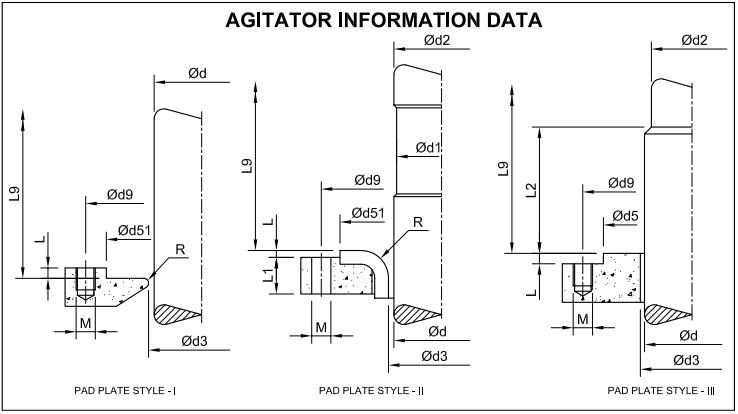 AGITATOR INFORMATION DATA
Ød
L9
Ød9
Ød51
L
R
M
Ød3
PAD PLATE STYLE - I
Ød2
L9
Ød1
Ød9
Ød51
L
R
L1
M
Ød
Ød3
PAD PLATE STYLE - II
Ød2
L9
L2
Ød9
Ød5
L
M
Ød
Ød3
PAD PLATE STYLE - III